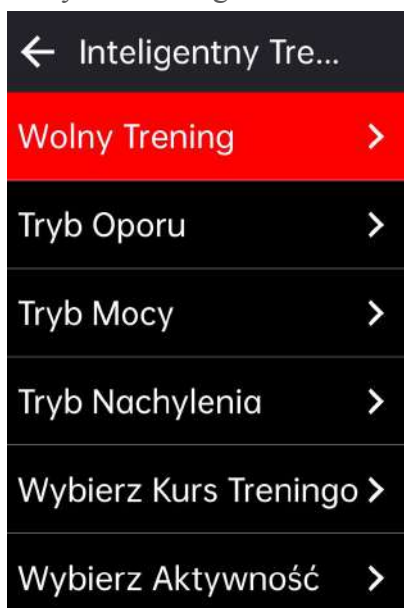 Inteligentny Tre...
Wolny Trening
Tryb Oporu
Tryb Mocy
Tryb Nachylenia
Wybierz Kurs Treningo
Wybierz Aktywność